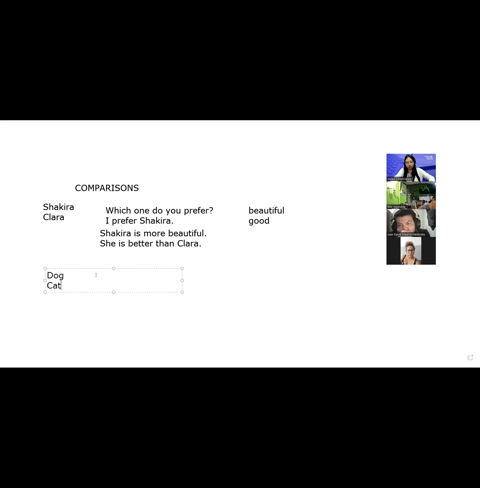 COMPARISONS
Shakira
Clara
Which one do you prefer?
I prefer Shakira.
Shakira is more beautiful.
She is better than Clara.
beautiful
good
Dog
Cat